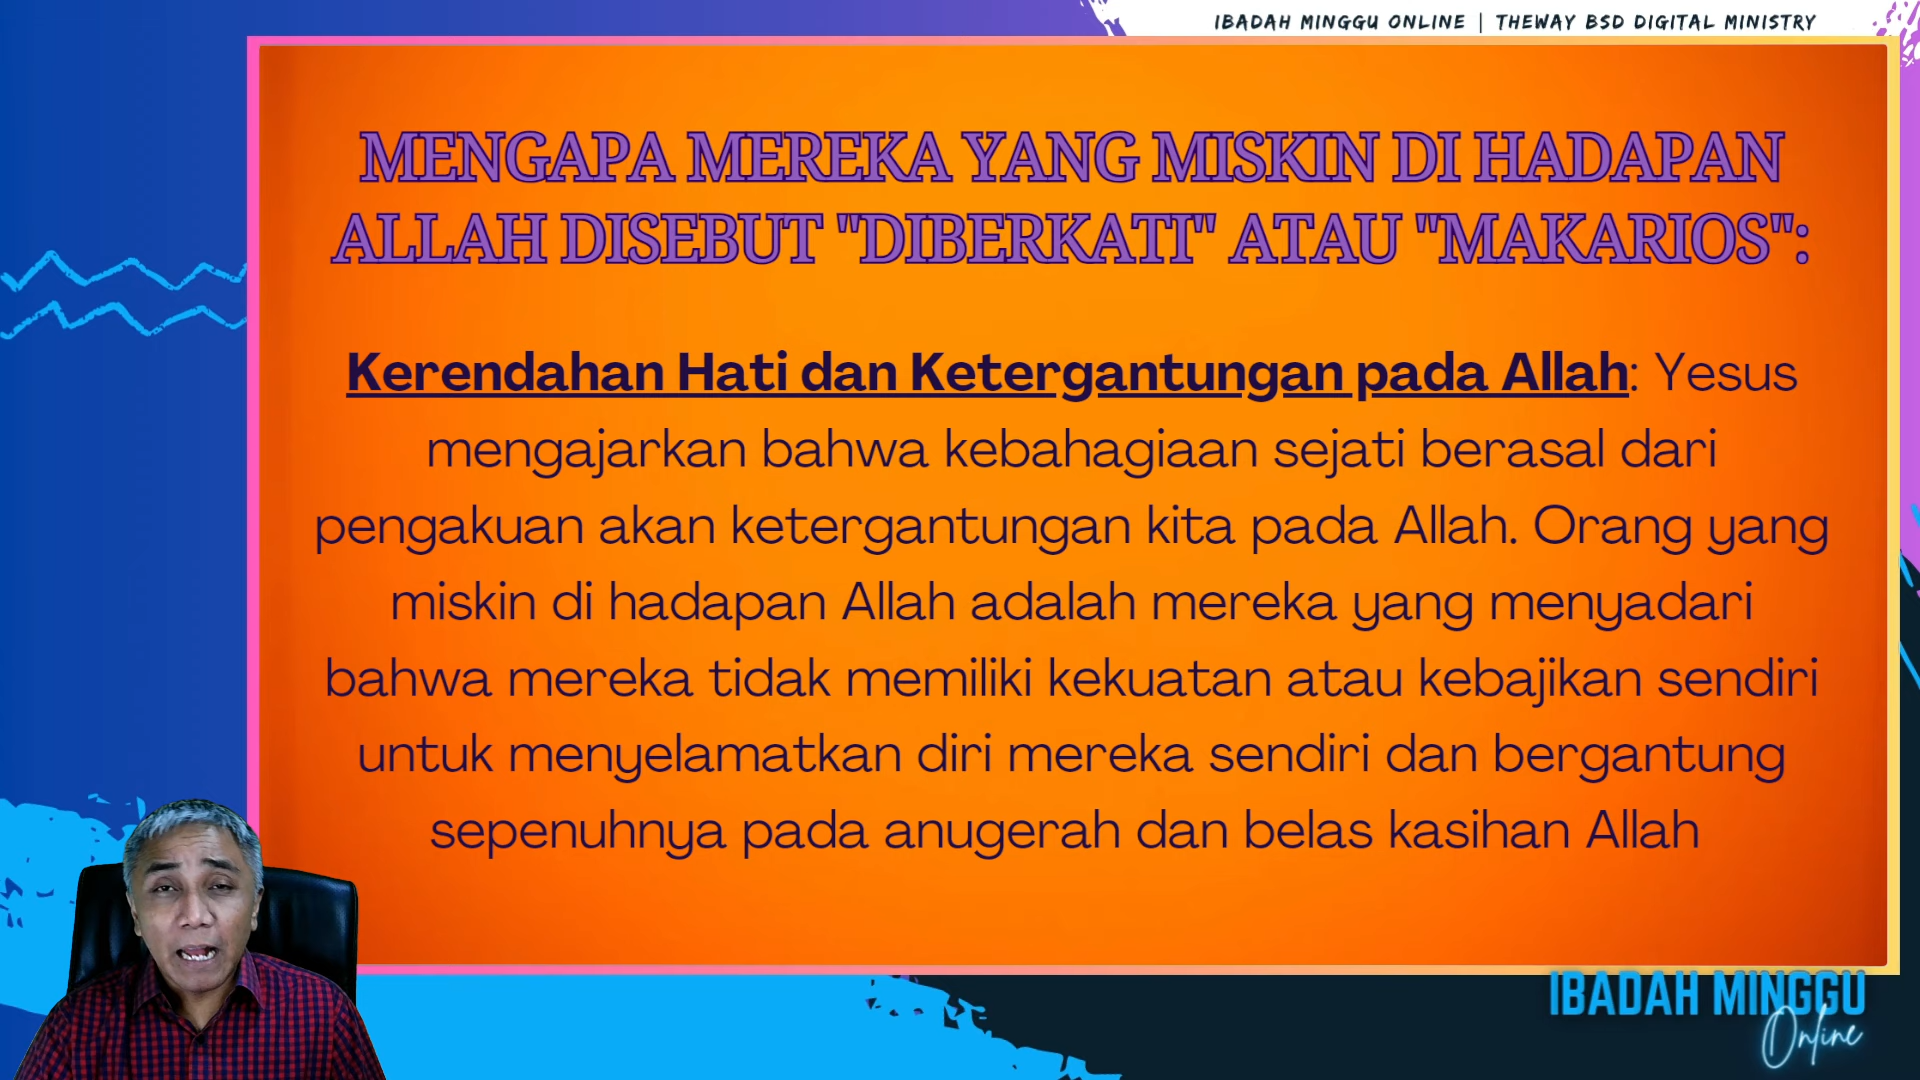 IBADAH MINGGU ONLINE | THEWAY BSD DIGITAL MINISTRY
MENGAPA MEREKA YANG MISKIN DI HADAPAN
ALLAH DISEBUT "DIBERKATI" ATAU "MAKARIOS":
Kerendahan Hati dan Ketergantungan pada Allah: Yesus
mengajarkan bahwa kebahagiaan sejati berasal dari
pengakuan akan ketergantungan kita pada Allah. Orang yang
miskin di hadapan Allah adalah mereka yang menyadari
bahwa mereka tidak memiliki kekuatan atau kebajikan sendiri
untuk menyelamatkan diri mereka sendiri dan bergantung
sepenuhnya pada anugerah dan belas kasihan Allah
IBADAH MINGGU
Online